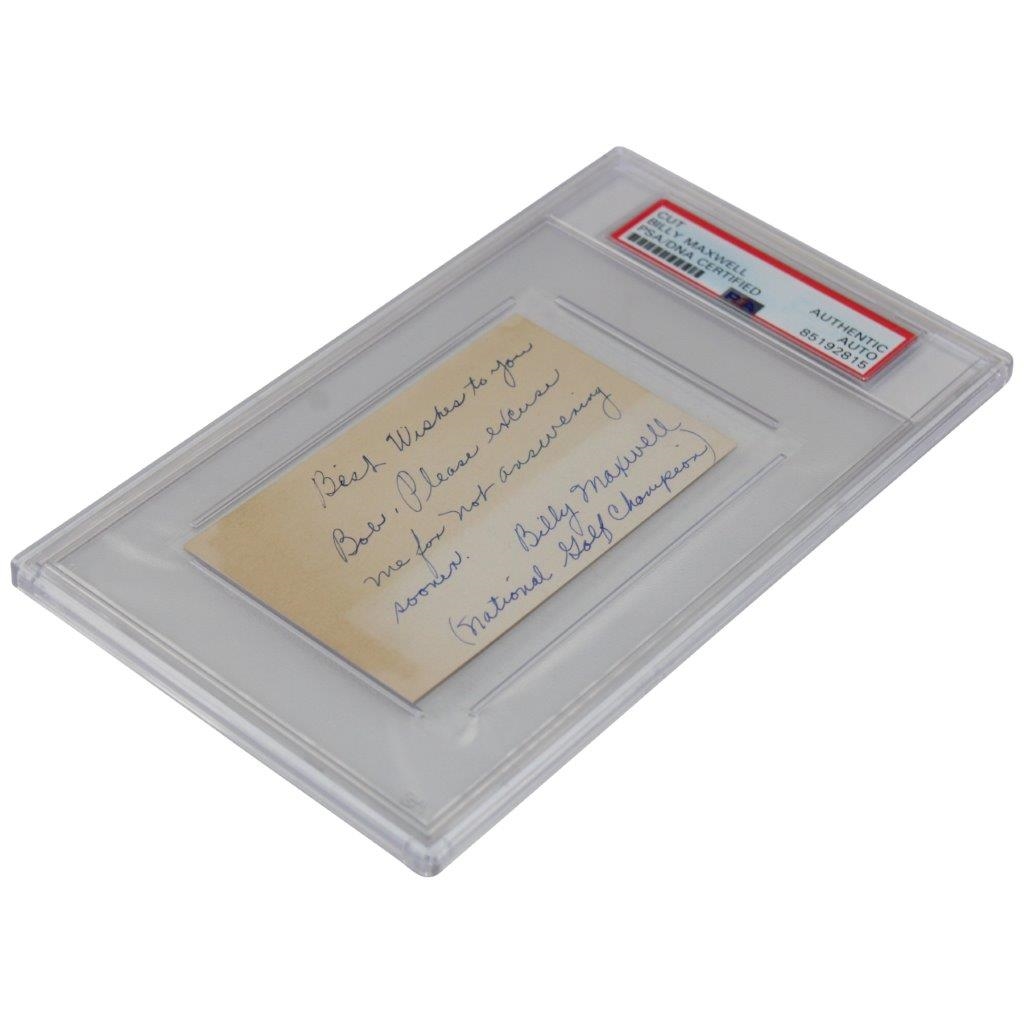 CUT
BILLY MAXWELL
PSA/DNA CERTIFIED
PSA
AUTHENTIC
AUTO
85192815
Best Wishes to you
Bob. Please excuse
me for not answering
sooner. Billy Maxwell
(National Golf Champion)